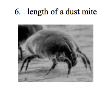 6. length of a dust mite